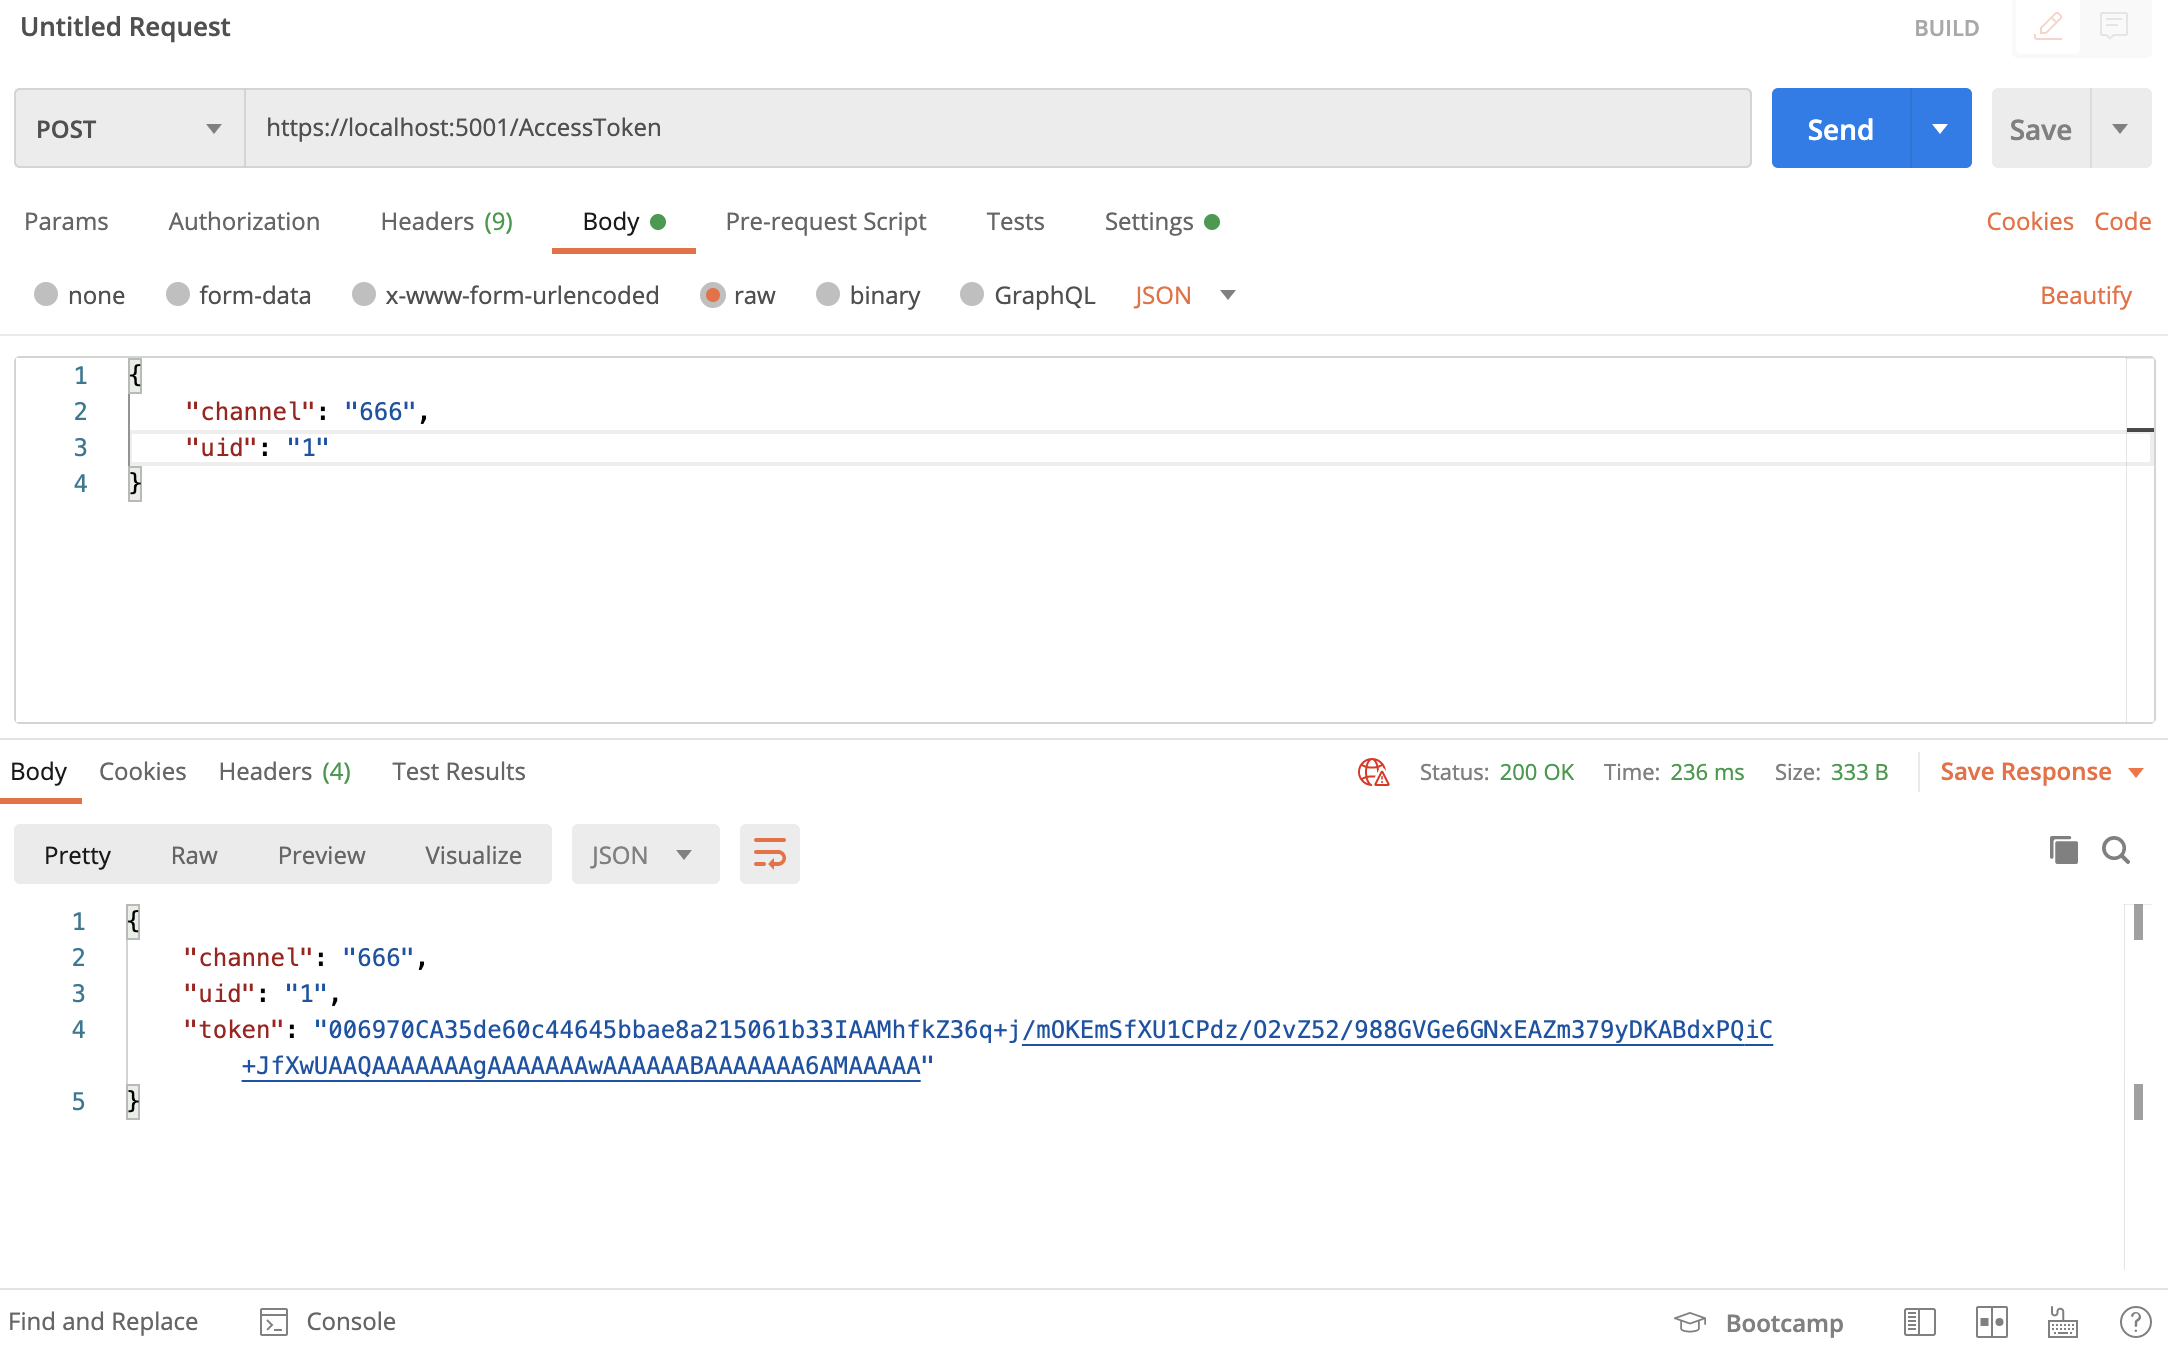 Untitled Request
BUILD
POST
https://localhost:5001/AccessToken
Send
Save
Params Authorization Headers (9) Body Pre-request Script Tests Settings Cookies Code
none form-data x-www-form-urlencoded raw binary GraphQL JSON Beautify
1 {
2 "channel": "666",
3 "uid": "1"
4 }
Body Cookies Headers (4) Test Results Status: 200 OK Time: 236 ms Size: 333 B Save Response
Pretty Raw Preview Visualize JSON
1 {
2 "channel": "666",
3 "uid": "1",
4 "token": "006970CA35de60c44645bbae8a215061b33IAAMhfkZ36q+j/mOKEmSfXU1CPdz/O2vZ52/988GVGe6GNxEAZm379yDKABdxPQiC
+JfXwUAAQAAAAAAAgAAAAAAAwAAAAAABAAAAAAA6AMAAAAA"
5 }
Find and Replace Console Bootcamp